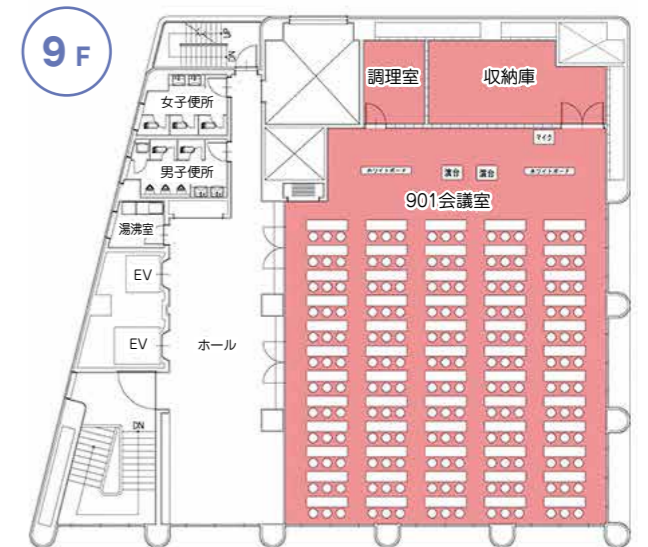 9 F
UP
調理室
収納庫
女子便所
男子便所
マイク
ホワイトボード
演台
演台
ホワイトボード
901会議室
湯沸室
EV
EV
ホール
DN